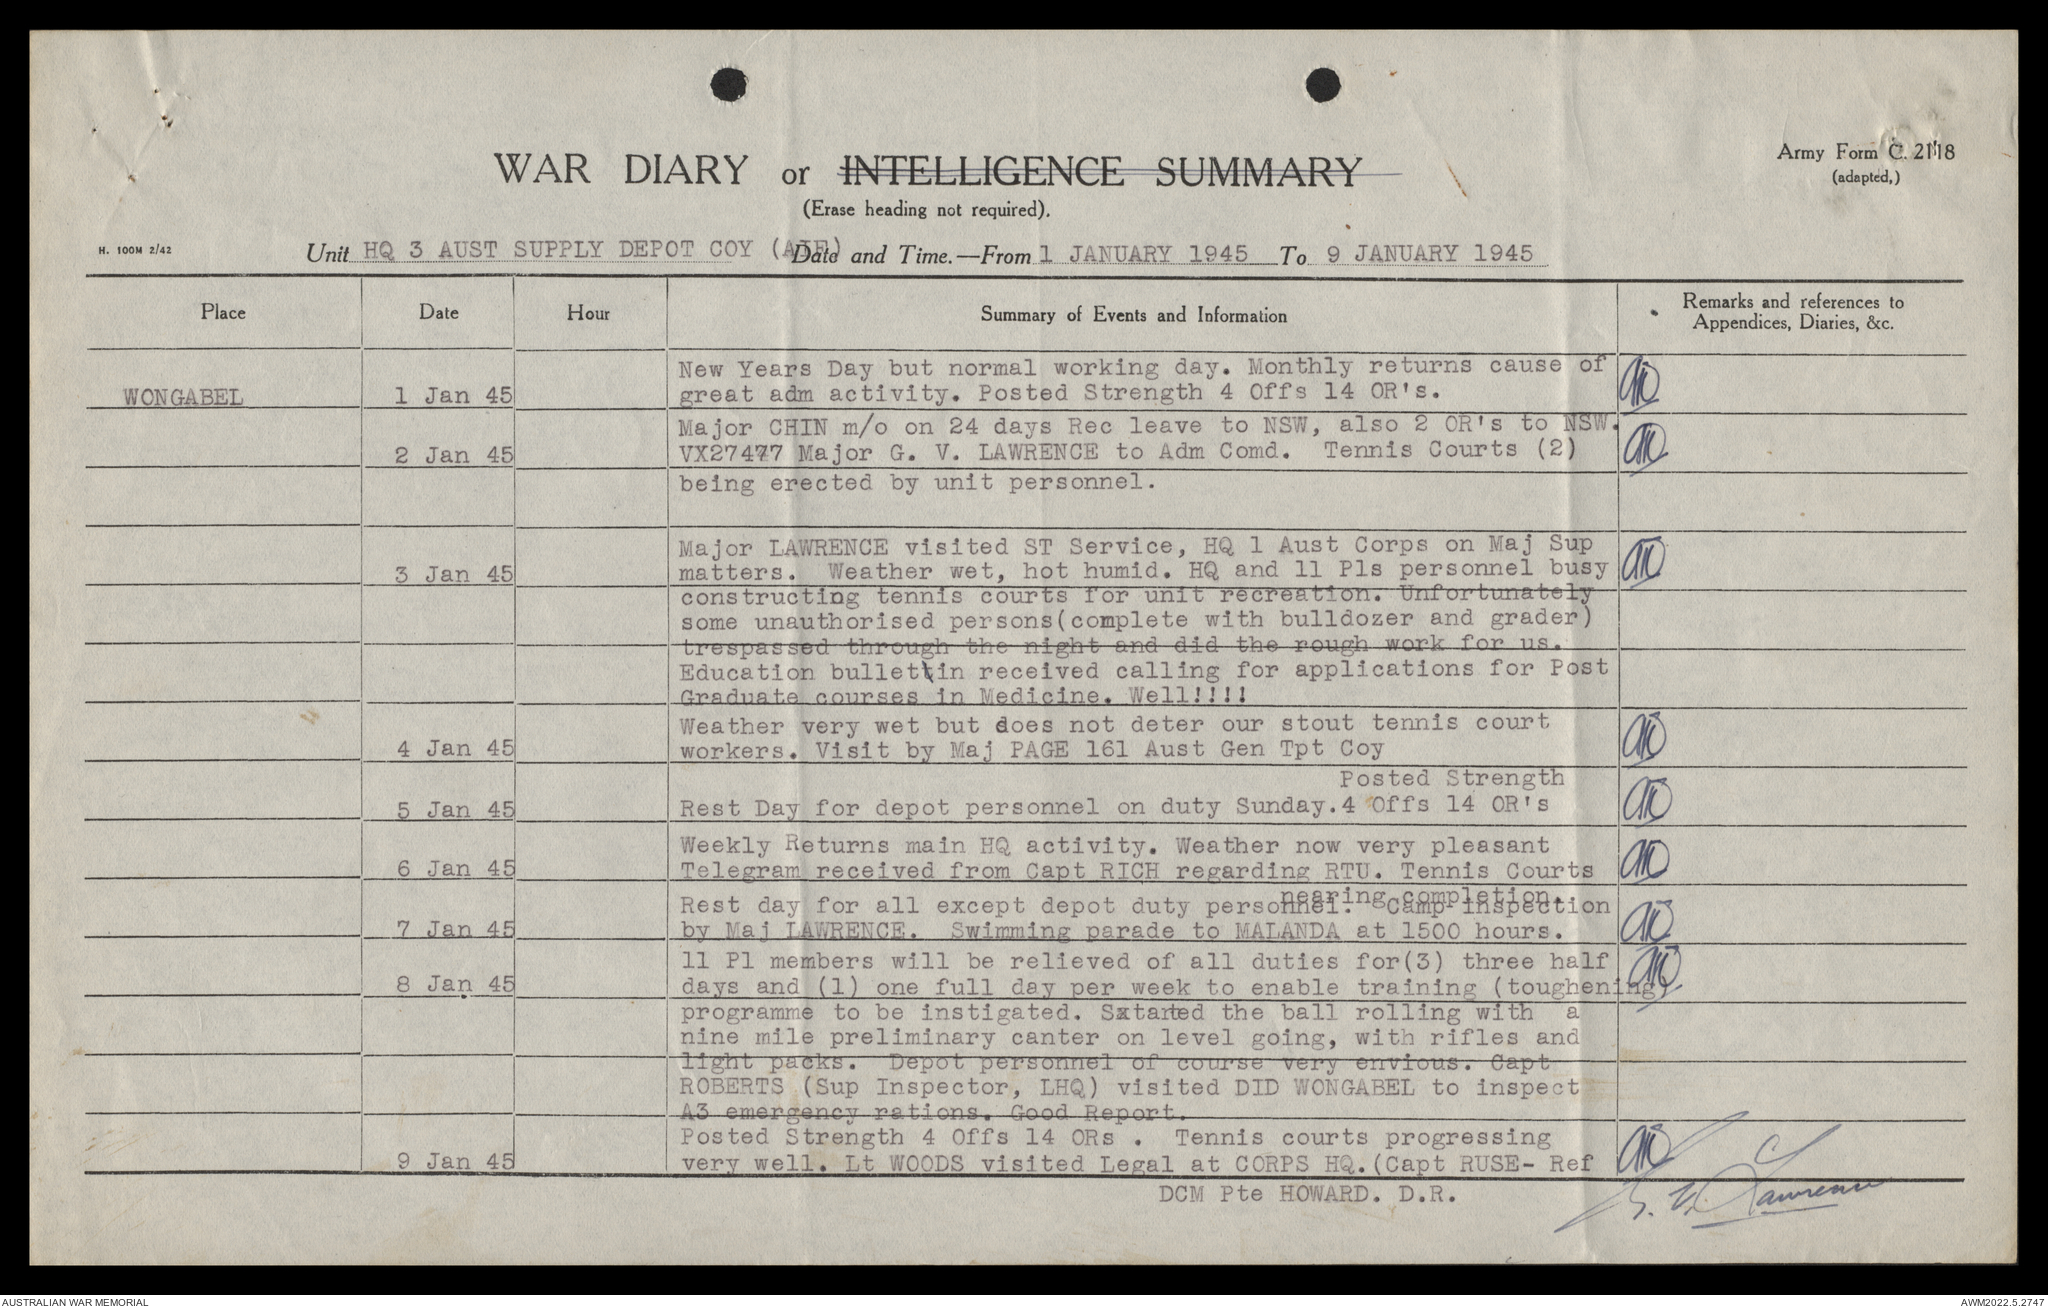 WAR DIARY or INTELLIGENCE SUMMARY
(Erase heading not required).
Army Form C. 2118
(adapted,)
H. 100M 2/42
Unit HQ 3 AUST SUPPLY DEPOT COY (AIF) Date and Time.—From 1 JANUARY 1945 To 9 JANUARY 1945
Place Date Hour Summary of Events and Information Remarks and references to
Appendices, Diaries, &c.
New Years Day but normal working day. Monthly returns cause of
WONGABEL 1 Jan 45 great adm activity. Posted Strength 4 Offs 14 OR's.
Major CHIN m/o on 24 days Rec leave to NSW, also 2 OR's to NSW.
2 Jan 45 VX27477 Major G. V. LAWRENCE to Adm Comd. Tennis Courts (2)
being erected by unit personnel.
Major LAWRENCE visited ST Service, HQ 1 Aust Corps on Maj Sup
3 Jan 45 matters. Weather wet, hot humid. HQ and 11 Pls personnel busy
constructing tennis courts for unit recreation. Unfortunately
some unauthorised persons(complete with bulldozer and grader)
trespassed through the night and did the rough work for us.
Education bullettin received calling for applications for Post
Graduate courses in Medicine. Well!!!!
Weather very wet but does not deter our stout tennis court
4 Jan 45 workers. Visit by Maj PAGE 161 Aust Gen Tpt Coy
Posted Strength
5 Jan 45 Rest Day for depot personnel on duty Sunday.4 Offs 14 OR's
Weekly Returns main HQ activity. Weather now very pleasant
6 Jan 45 Telegram received from Capt RICH regarding RTU. Tennis Courts
nearing completion.
Rest day for all except depot duty personnel. Camp inspection
7 Jan 45 by Maj LAWRENCE. Swimming parade to MALANDA at 1500 hours.
11 Pl members will be relieved of all duties for(3) three half
8 Jan 45 days and (1) one full day per week to enable training (toughening)
programme to be instigated. Sxtarted the ball rolling with a
nine mile preliminary canter on level going, with rifles and
light packs. Depot personnel of course very envious. Capt
ROBERTS (Sup Inspector, LHQ) visited DID WONGABEL to inspect
A3 emergency rations. Good Report.
Posted Strength 4 Offs 14 ORs . Tennis courts progressing
9 Jan 45 very well. Lt WOODS visited Legal at CORPS HQ.(Capt RUSE- Ref
DCM Pte HOWARD. D.R.
G. V. Lawrence
AUSTRALIAN WAR MEMORIAL
AWM2022.5.2747